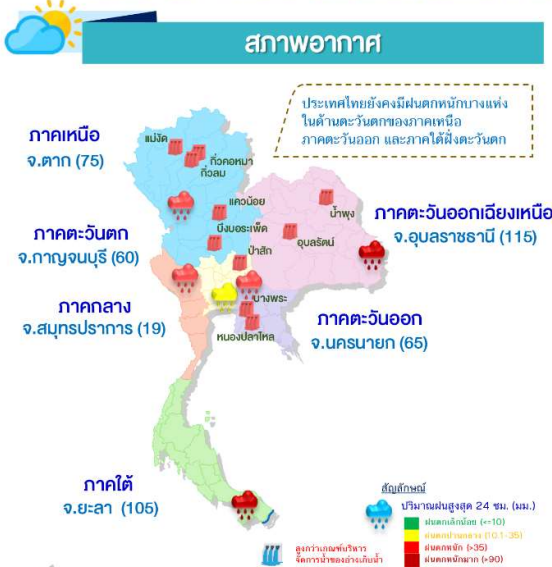 สภาพอากาศ
ประเทศไทยยังคงมีฝนตกหนักบางแห่ง
ในด้านตะวันตกของภาคเหนือ
ภาคตะวันออก และภาคใต้ฝั่งตะวันตก
ภาคเหนือ
จ.ตาก (75)
แม่งัด
กิ่วคอหมา
กิ่วลม
แควน้อย
บึงบอระเพ็ด
ป่าสัก
น้ำพุง
อุบลรัตน์
ภาคตะวันออกเฉียงเหนือ
จ.อุบลราชธานี (115)
ภาคตะวันตก
จ.กาญจนบุรี (60)
ภาคกลาง
จ.สมุทรปราการ (19)
บางพระ
หนองปลาไหล
ภาคตะวันออก
จ.นครนายก (65)
ภาคใต้
จ.ยะลา (105)
สัญลักษณ์
ปริมาณฝนสูงสุด 24 ชม. (มม.)
ฝนตกเล็กน้อย (<=10)
ฝนตกปานกลาง (10.1-35)
ฝนตกหนัก (>35)
ฝนตกหนักมาก (>90)
สูงกว่าเกณฑ์บริหาร
จัดการน้ำของอ่างเก็บน้ำ